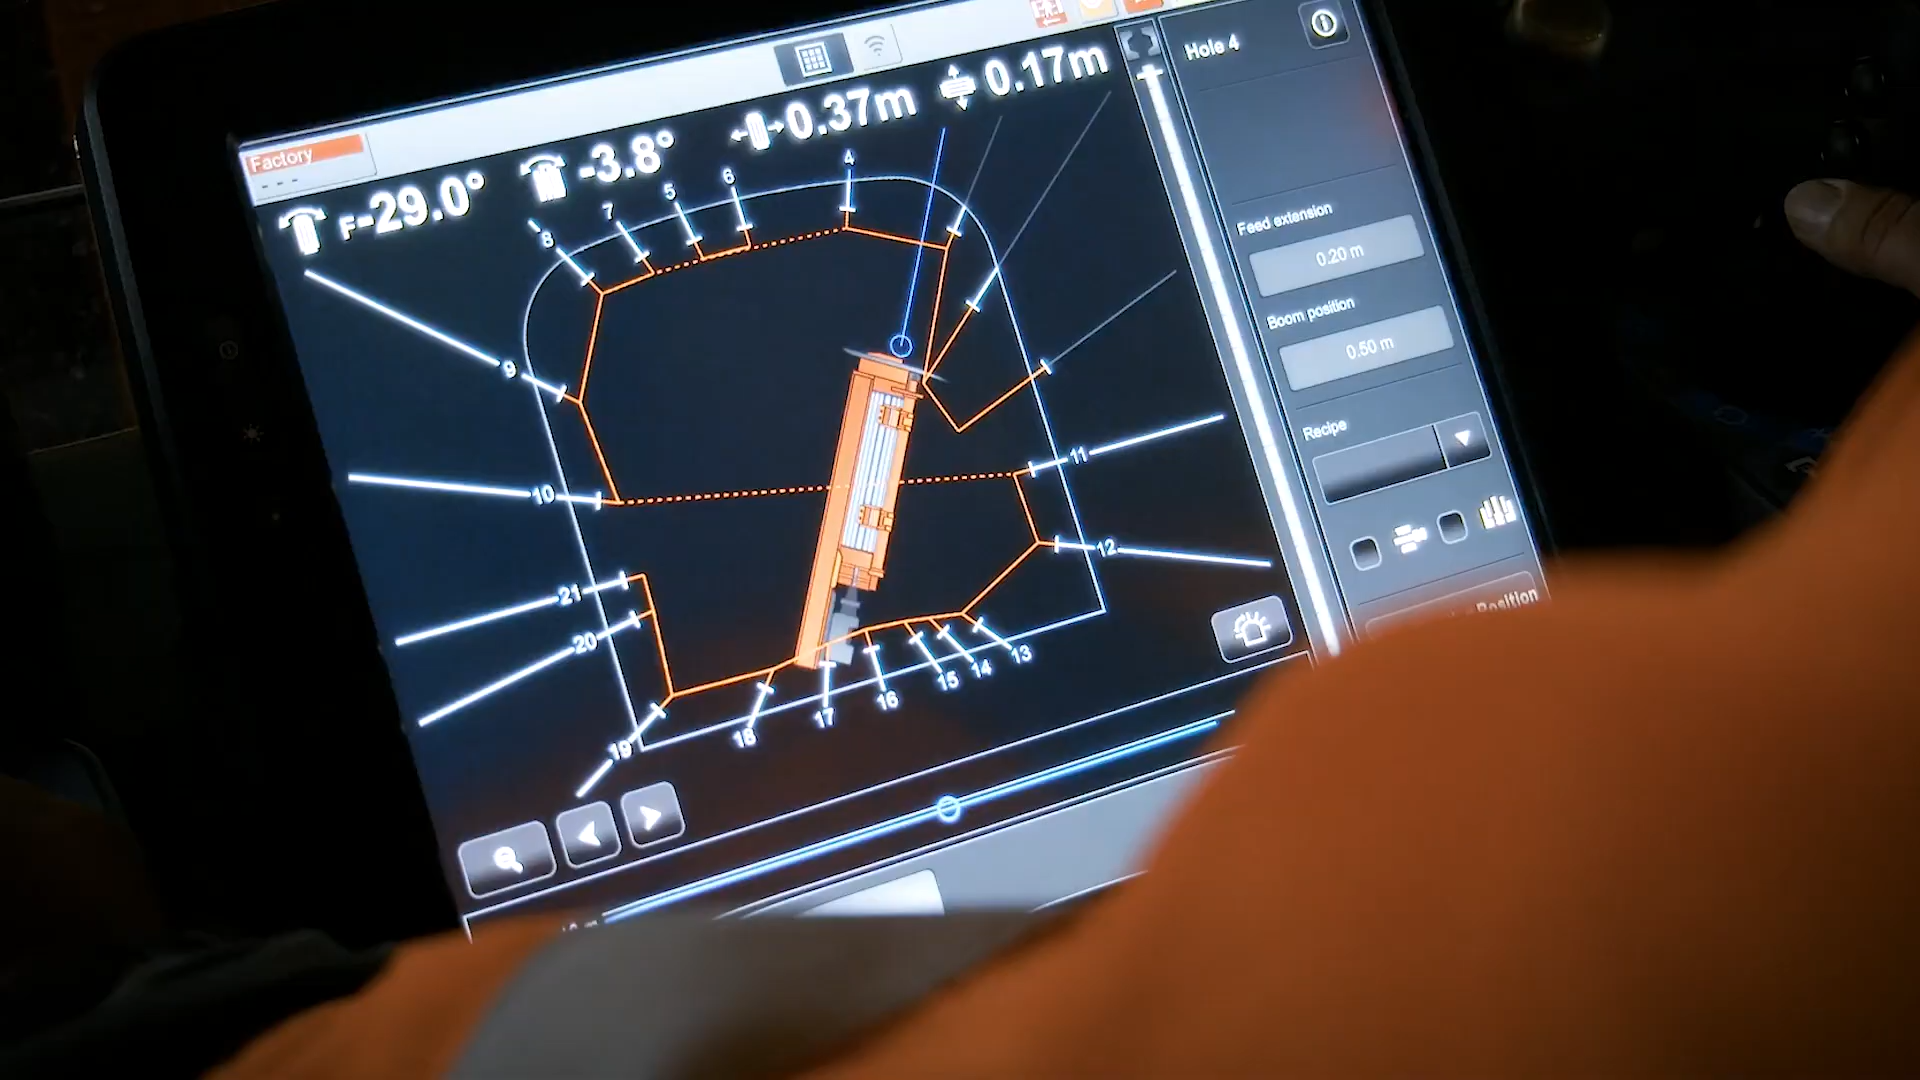 Factory
- - -
F-29.0°
-3.8°
0.37m
0.17m
Hole 4
4
6
5
7
8
9
10
11
12
21
20
13
14
15
16
17
18
19
Feed extension
0.20 m
Boom position
0.50 m
Recipe
Position